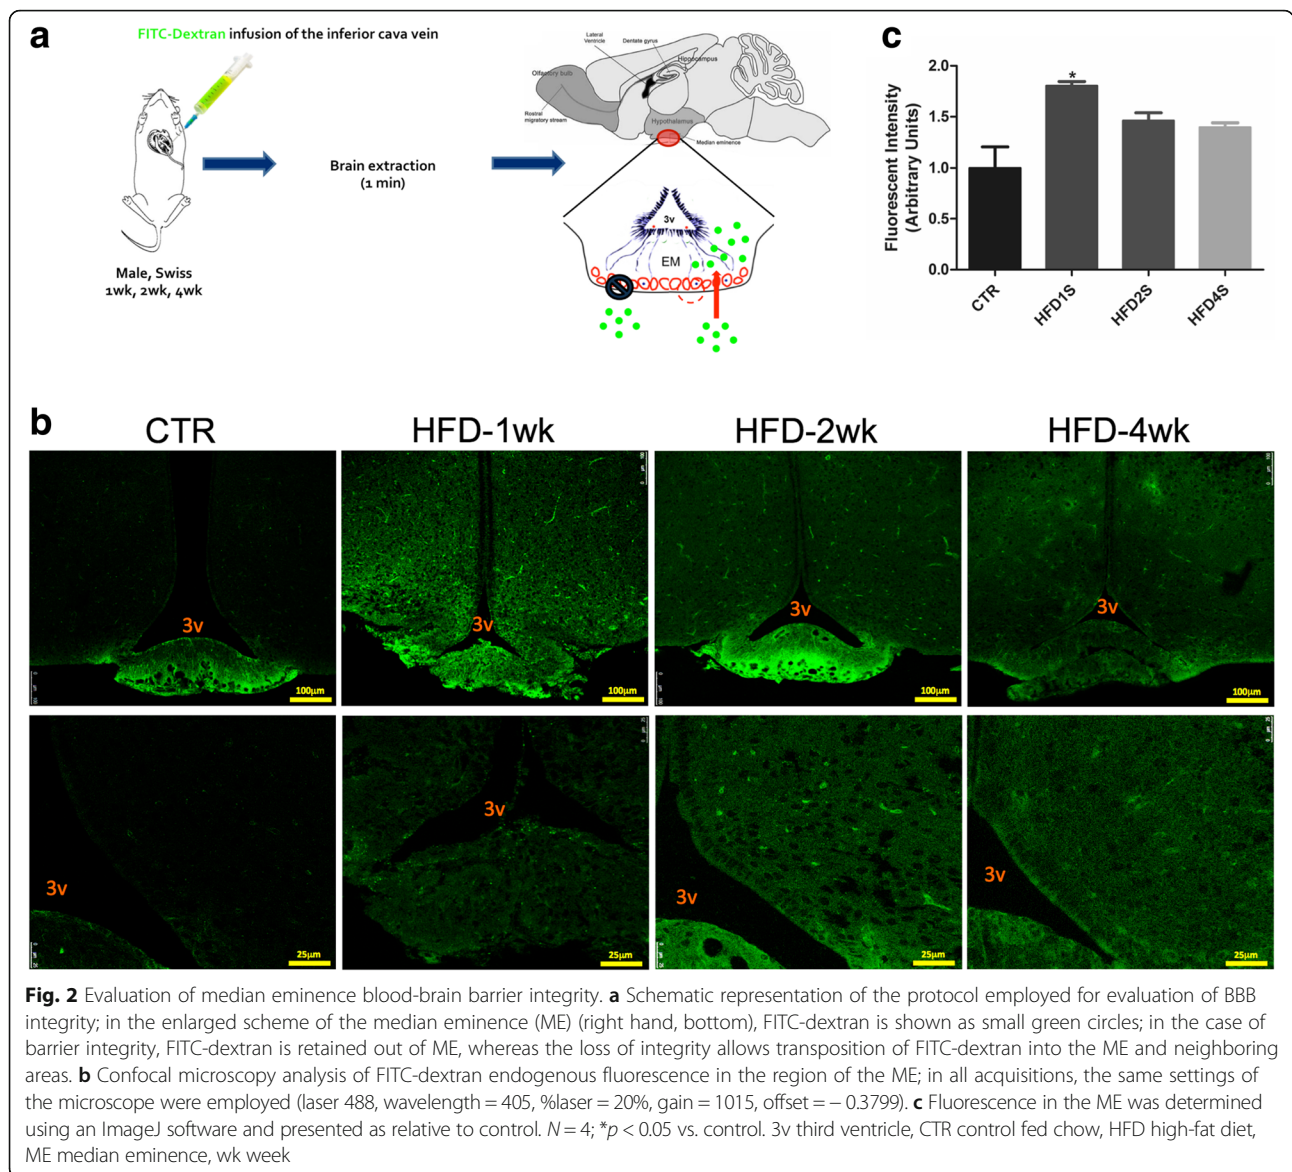 a
FITC-Dextran infusion of the inferior cava vein
Male, Swiss
1wk, 2wk, 4wk
Brain extraction
(1 min)
Lateral
Ventricle
Dentate gyrus
Hippocampus
Olfactory bulb
Rostral
migratory stream
Hypothalamus
Median eminence
3v
EM
c
Fluorescent Intensity
(Arbitrary Units)
2.0
1.5
1.0
0.5
0.0
*
CTR
HFD1S
HFD2S
HFD4S
b
CTR
HFD-1wk
HFD-2wk
HFD-4wk
3v
100µm
3v
100µm
3v
100µm
3v
100µm
3v
25µm
3v
25µm
3v
25µm
3v
25µm
Fig. 2 Evaluation of median eminence blood-brain barrier integrity. a Schematic representation of the protocol employed for evaluation of BBB
integrity; in the enlarged scheme of the median eminence (ME) (right hand, bottom), FITC-dextran is shown as small green circles; in the case of
barrier integrity, FITC-dextran is retained out of ME, whereas the loss of integrity allows transposition of FITC-dextran into the ME and neighboring
areas. b Confocal microscopy analysis of FITC-dextran endogenous fluorescence in the region of the ME; in all acquisitions, the same settings of
the microscope were employed (laser 488, wavelength = 405, %laser = 20%, gain = 1015, offset = − 0.3799). c Fluorescence in the ME was determined
using an ImageJ software and presented as relative to control. N = 4; *p < 0.05 vs. control. 3v third ventricle, CTR control fed chow, HFD high-fat diet,
ME median eminence, wk week